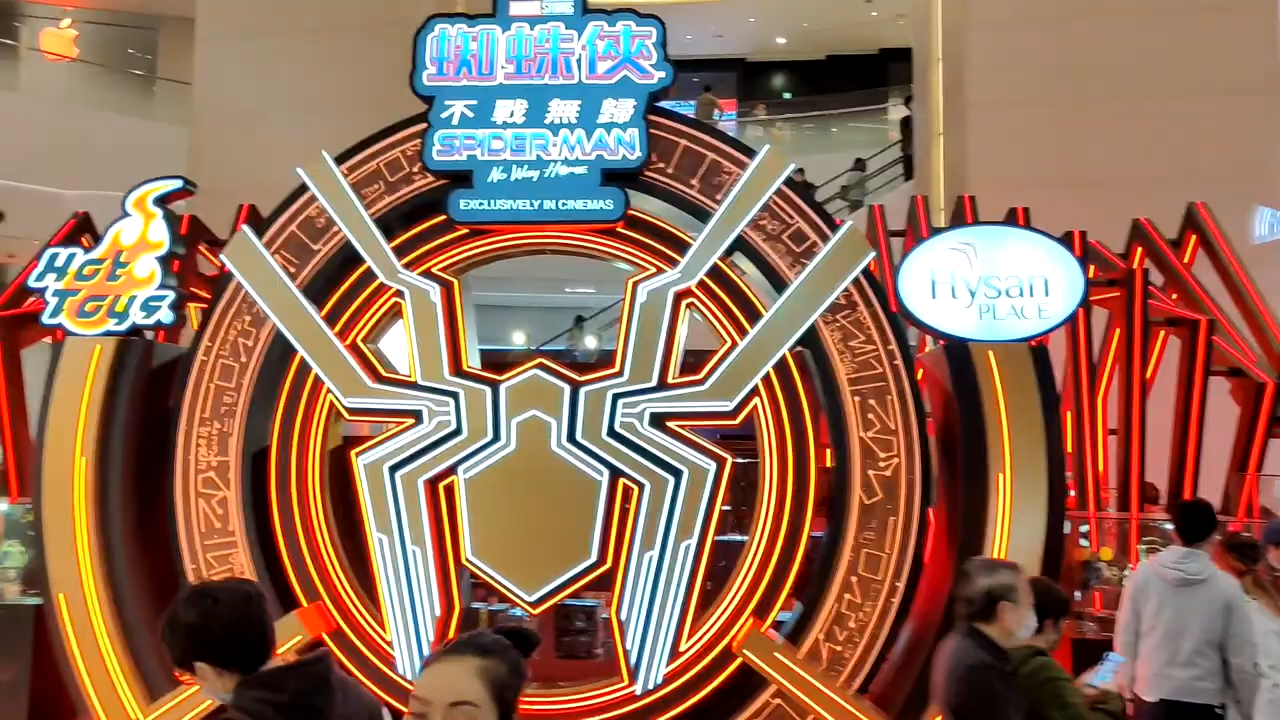 MARVEL STUDIOS
蜘蛛俠
不戰無歸
SPIDER-MAN
No Way Home
EXCLUSIVELY IN CINEMAS
Hot
Toys
Hysan
PLACE